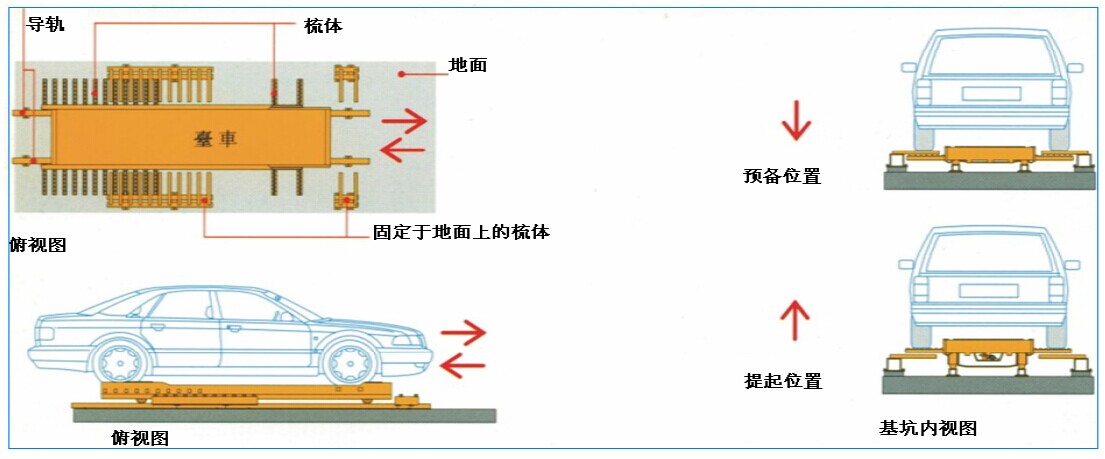 导轨
梳体
地面
臺車
预备位置
固定于地面上的梳体
俯视图
提起位置
俯视图
基坑内视图